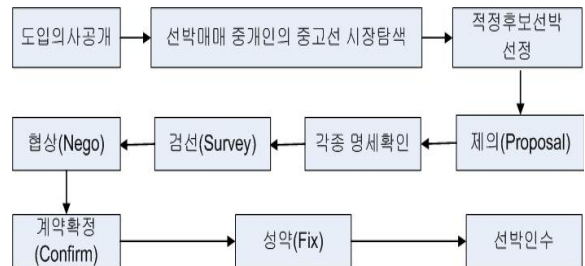 도입의사공개
선박매매 중개인의 중고선 시장탐색
적정후보선박
선정
제의(Proposal)
각종 명세확인
검선(Survey)
협상(Nego)
계약확정
(Confirm)
성약(Fix)
선박인수